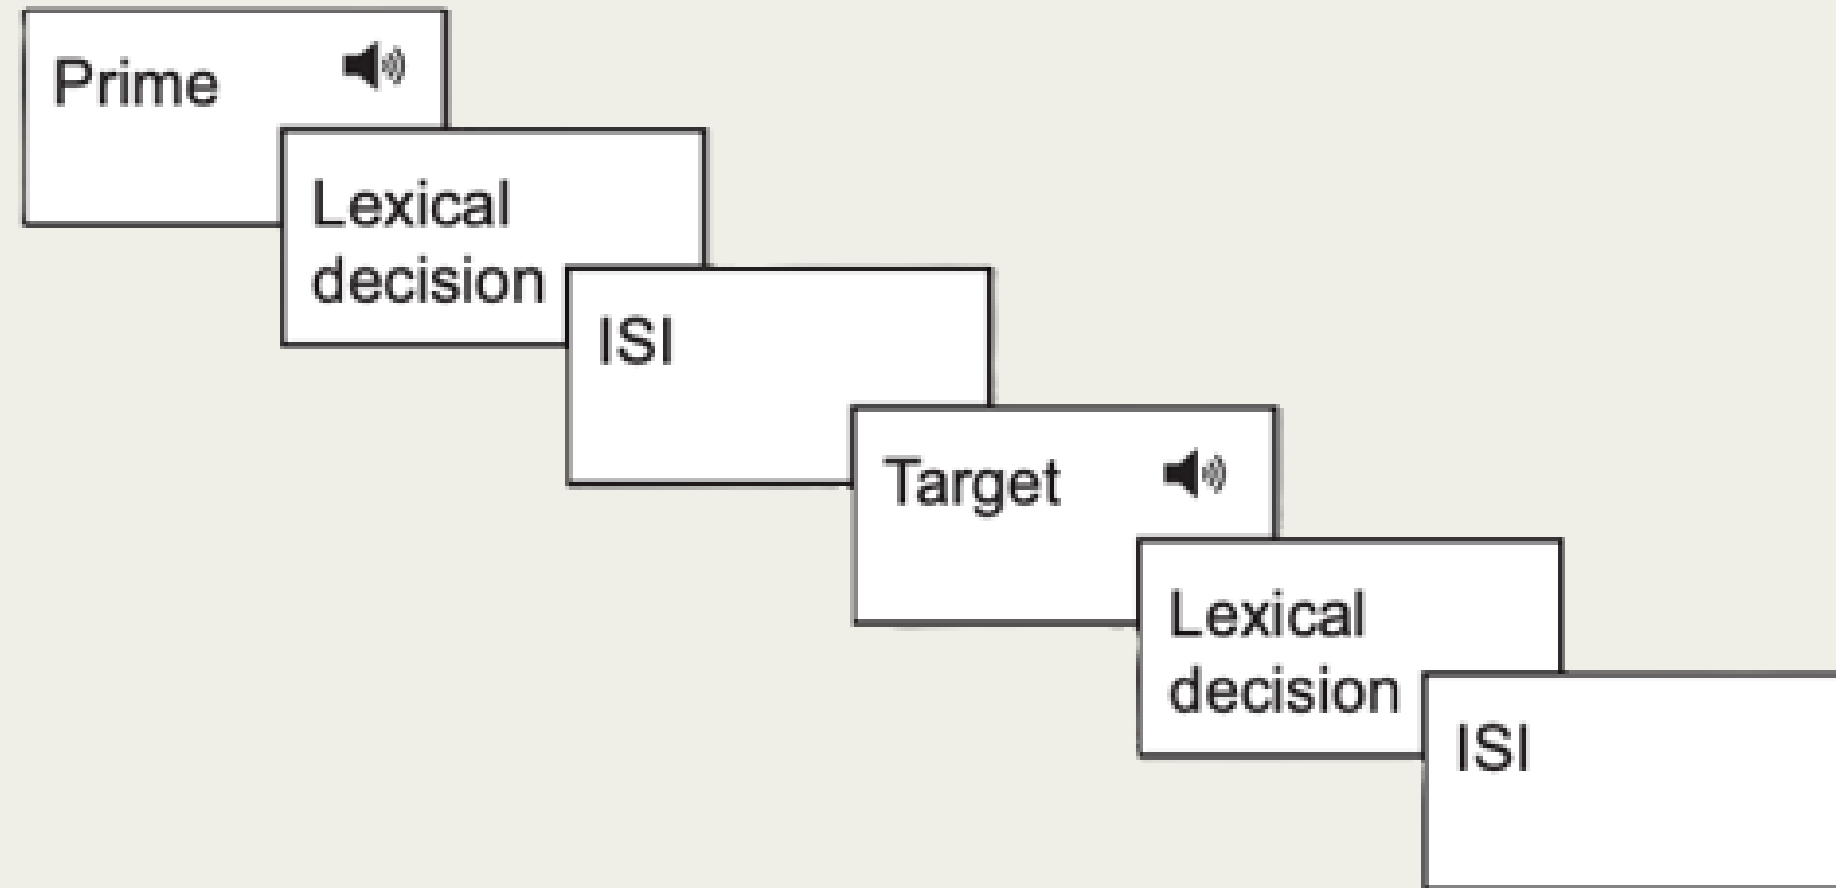 Prime
Lexical
decision
ISI
Target
Lexical
decision
ISI